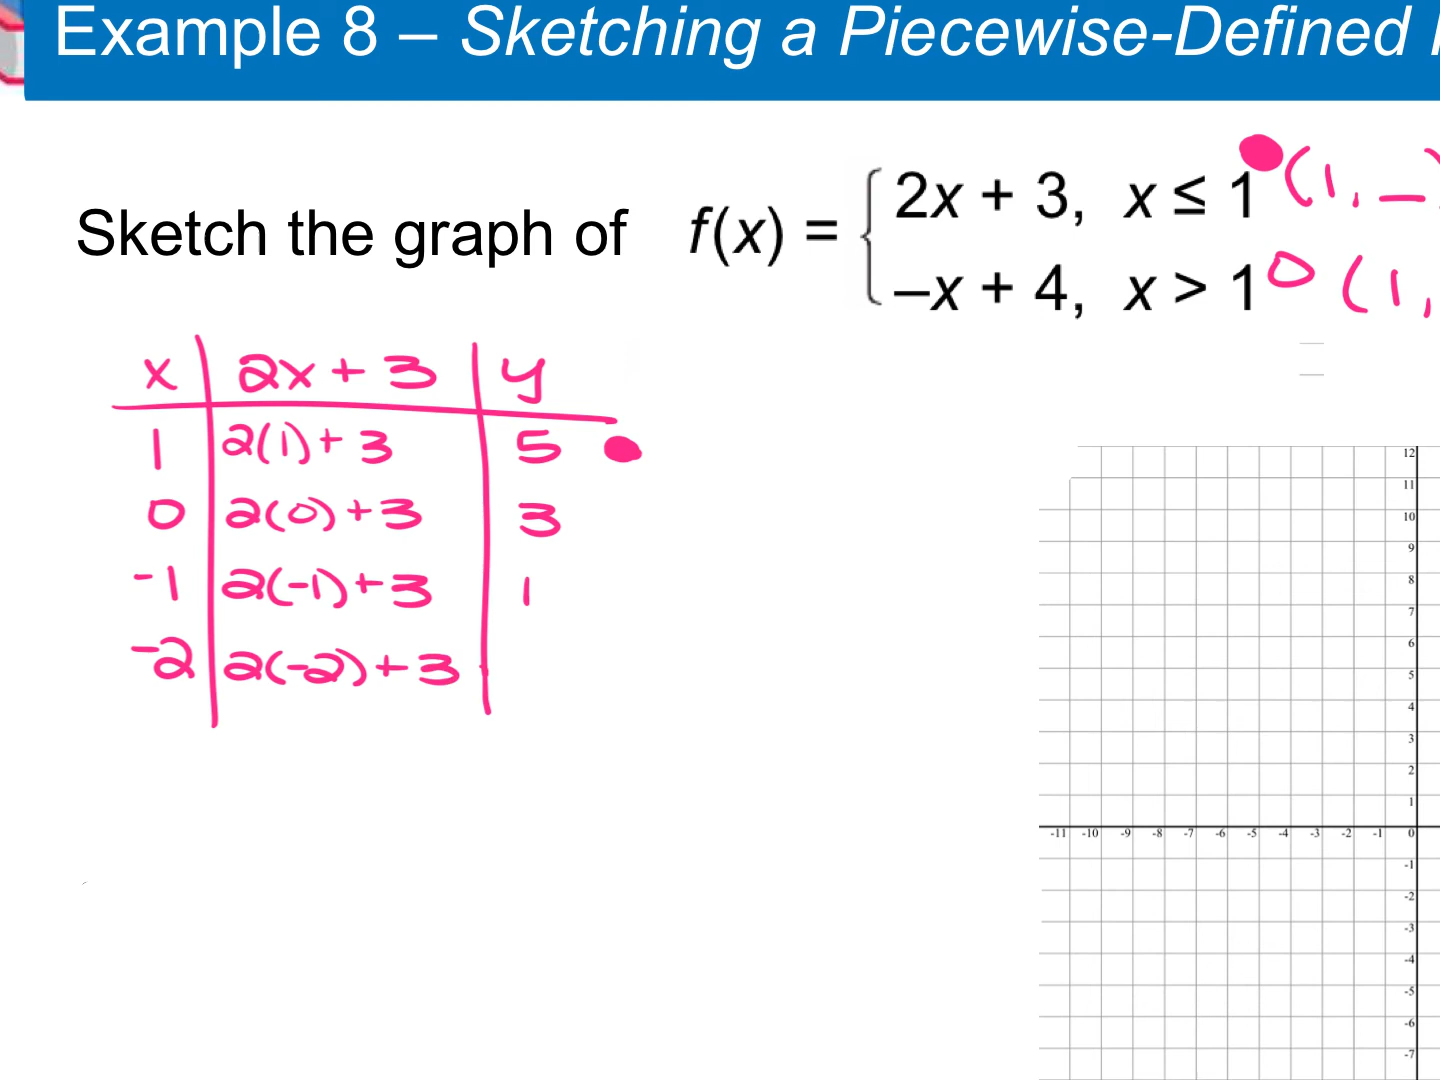 Example 8 – Sketching a Piecewise-Defined
Sketch the graph of f(x) =
2x + 3, x ≤ 1 (1, _)
–x + 4, x > 1 (1,
x 2x + 3 y
1 2(1) + 3 5
0 2(0) + 3 3
-1 2(-1) + 3 1
-2 2(-2) + 3
12
11
10
9
8
7
6
5
4
3
2
1
-11 -10 -9 -8 -7 -6 -5 -4 -3 -2 -1 0
-1
-2
-3
-4
-5
-6
-7